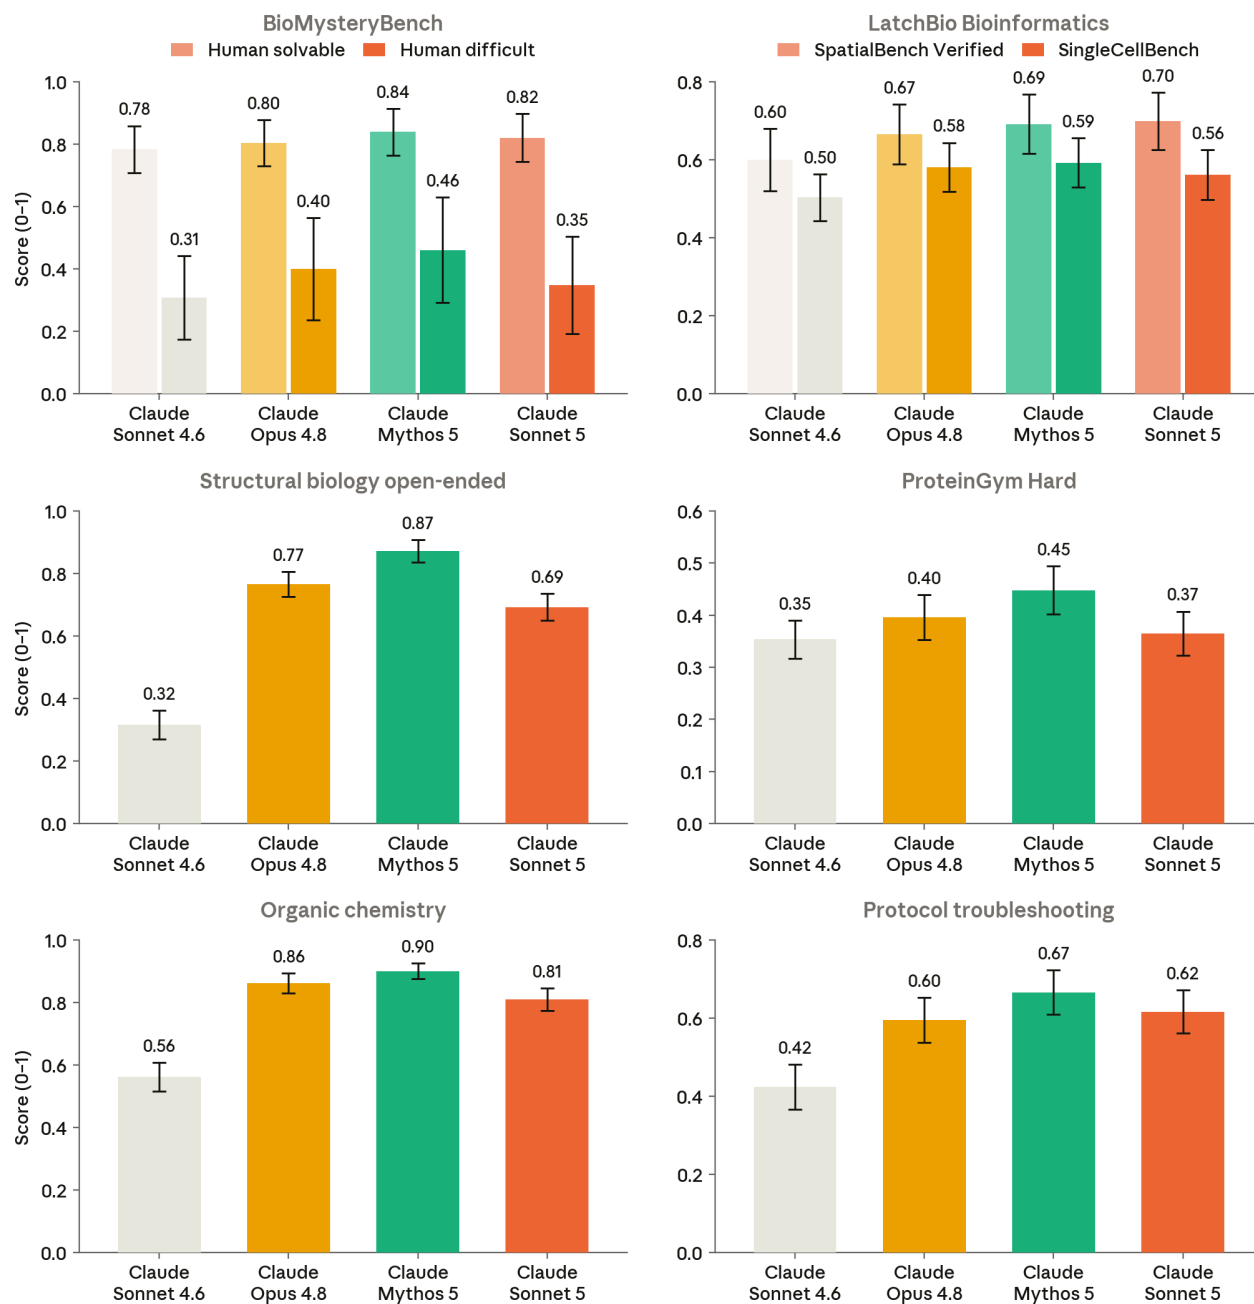 BioMysteryBench
Human solvable Human difficult
Score (0–1)
1.0
0.8
0.6
0.4
0.2
0.0
0.78
0.31
0.80
0.40
0.84
0.46
0.82
0.35
Claude
Sonnet 4.6
Claude
Opus 4.8
Claude
Mythos 5
Claude
Sonnet 5
LatchBio Bioinformatics
SpatialBench Verified SingleCellBench
0.8
0.6
0.4
0.2
0.0
0.60
0.50
0.67
0.58
0.69
0.59
0.70
0.56
Claude
Sonnet 4.6
Claude
Opus 4.8
Claude
Mythos 5
Claude
Sonnet 5
Structural biology open-ended
Score (0–1)
1.0
0.8
0.6
0.4
0.2
0.0
0.32
0.77
0.87
0.69
Claude
Sonnet 4.6
Claude
Opus 4.8
Claude
Mythos 5
Claude
Sonnet 5
ProteinGym Hard
0.6
0.5
0.4
0.3
0.2
0.1
0.0
0.35
0.40
0.45
0.37
Claude
Sonnet 4.6
Claude
Opus 4.8
Claude
Mythos 5
Claude
Sonnet 5
Organic chemistry
Score (0–1)
1.0
0.8
0.6
0.4
0.2
0.0
0.56
0.86
0.90
0.81
Claude
Sonnet 4.6
Claude
Opus 4.8
Claude
Mythos 5
Claude
Sonnet 5
Protocol troubleshooting
0.8
0.6
0.4
0.2
0.0
0.42
0.60
0.67
0.62
Claude
Sonnet 4.6
Claude
Opus 4.8
Claude
Mythos 5
Claude
Sonnet 5